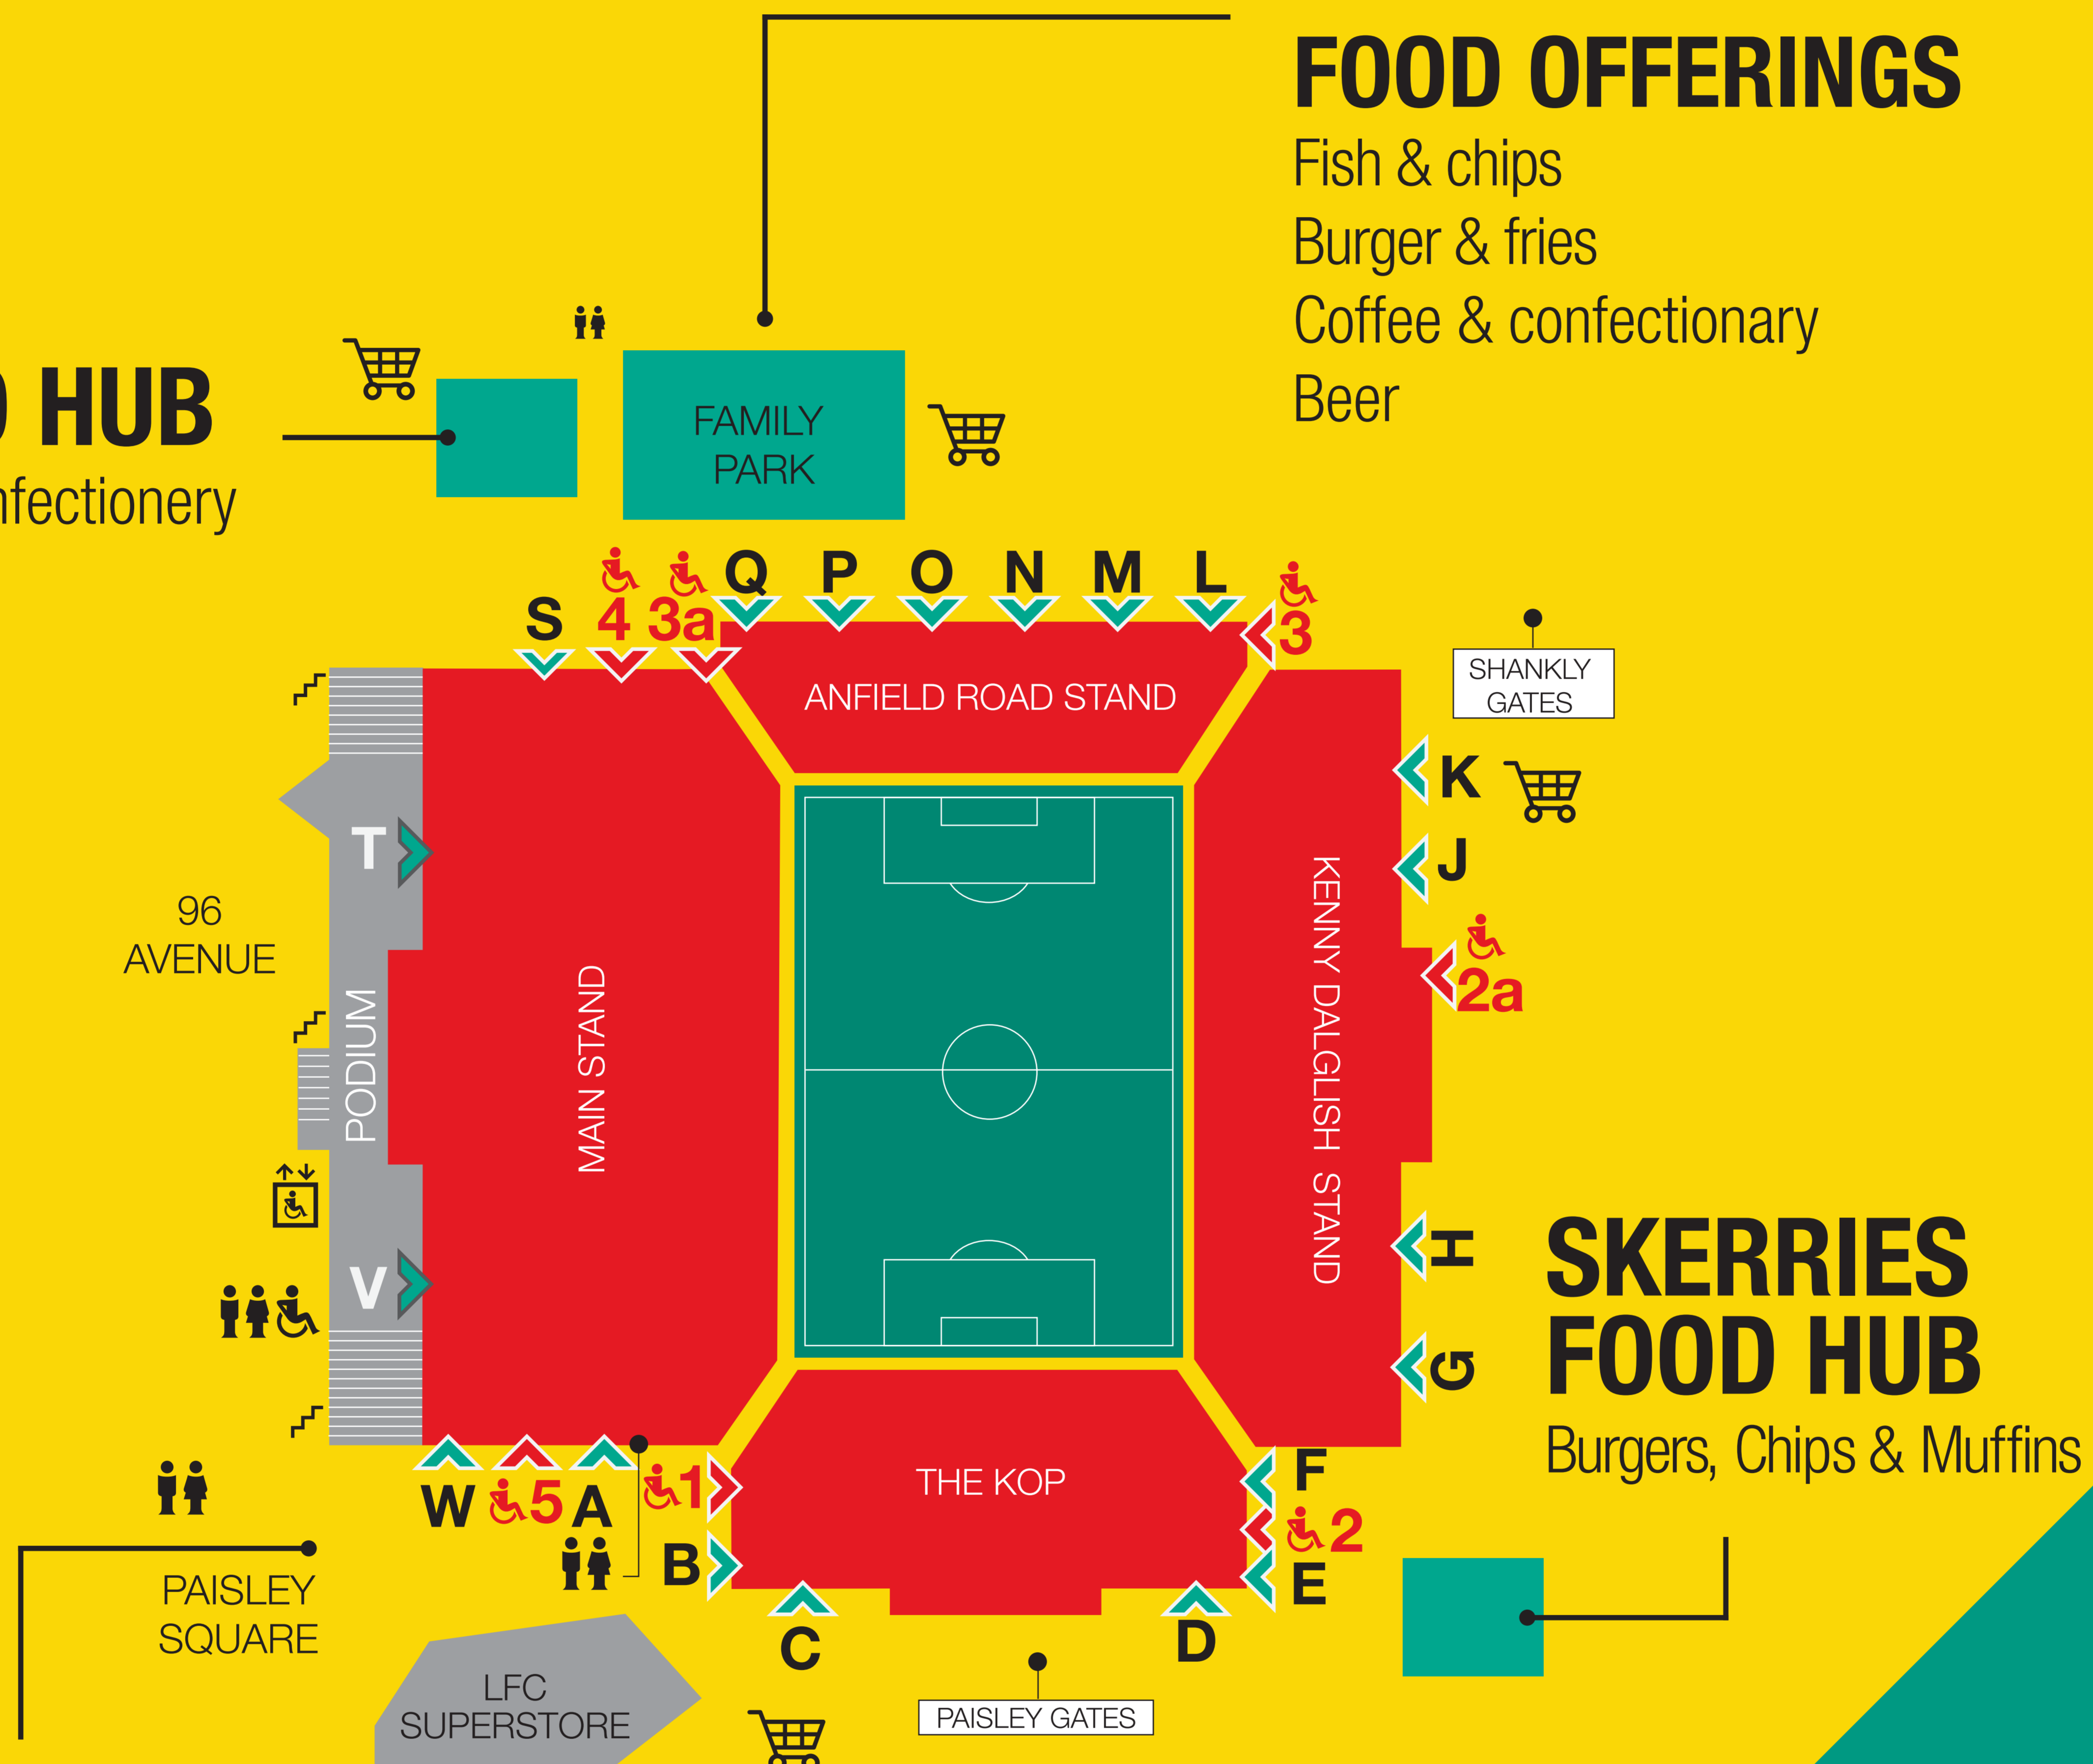 FOOD OFFERINGS
Fish & chips
Burger & fries
Coffee & confectionary
Beer
HUB
FAMILY
PARK
S
4
3a
Q
P
O
N
M
L
3
ANFIELD ROAD STAND
SHANKLY
GATES
K
J
2a
T
96
AVENUE
PODIUM
MAIN STAND
KENNY DALGLISH STAND
V
H
G
SKERRIES
FOOD HUB
Burgers, Chips & Muffins
W
5
A
1
B
THE KOP
F
2
E
C
D
PAISLEY
SQUARE
LFC
SUPERSTORE
PAISLEY GATES